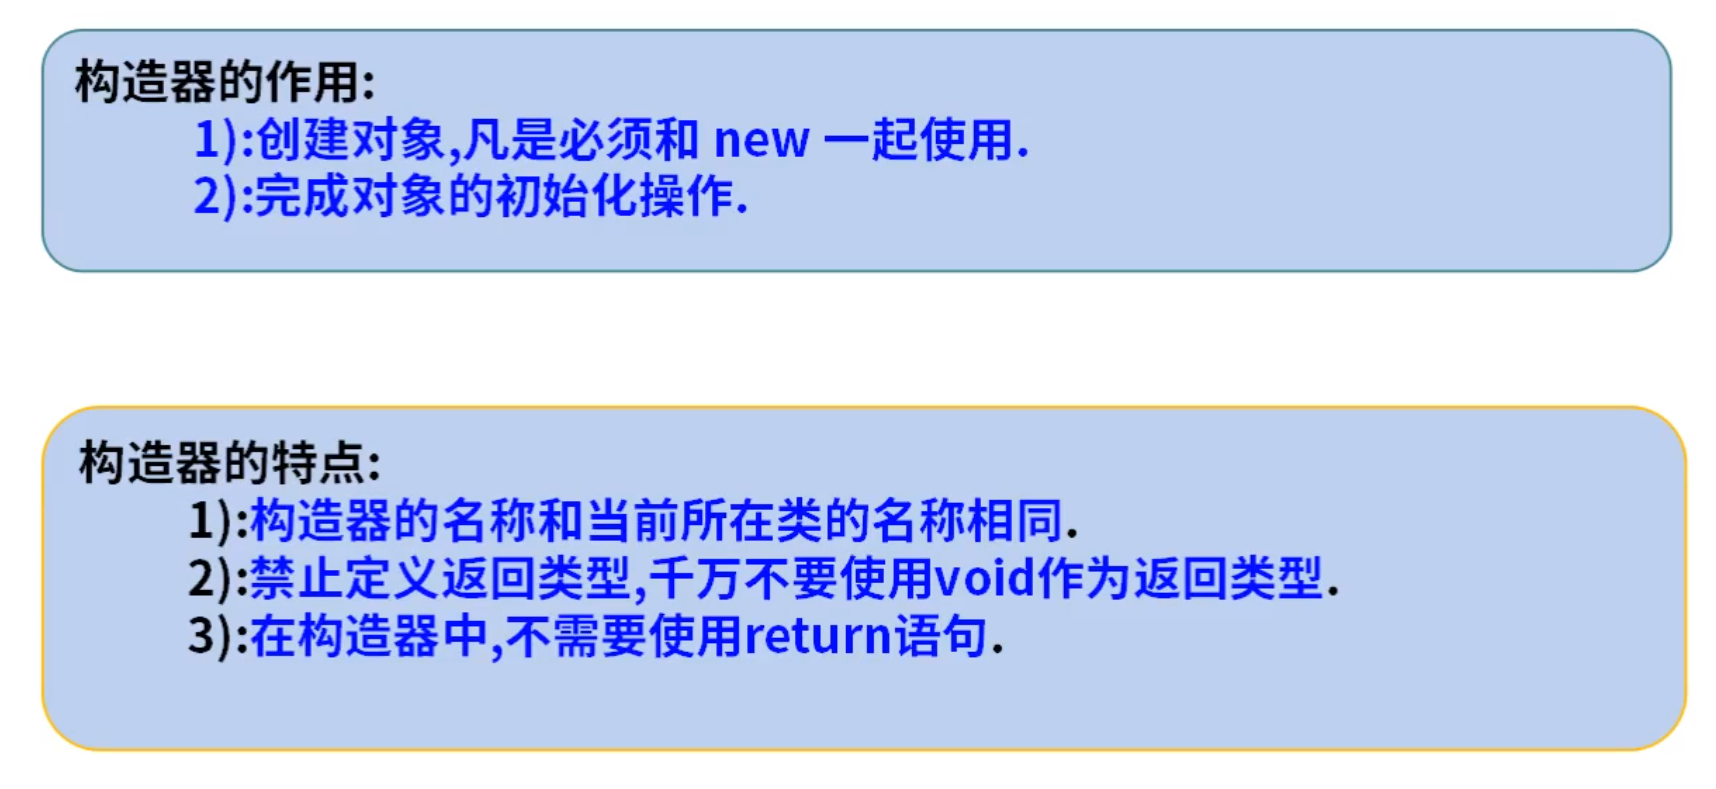 构造器的作用:
1):创建对象,凡是必须和 new 一起使用.
2):完成对象的初始化操作.
构造器的特点:
1):构造器的名称和当前所在类的名称相同.
2):禁止定义返回类型,千万不要使用void作为返回类型.
3):在构造器中,不需要使用return语句.